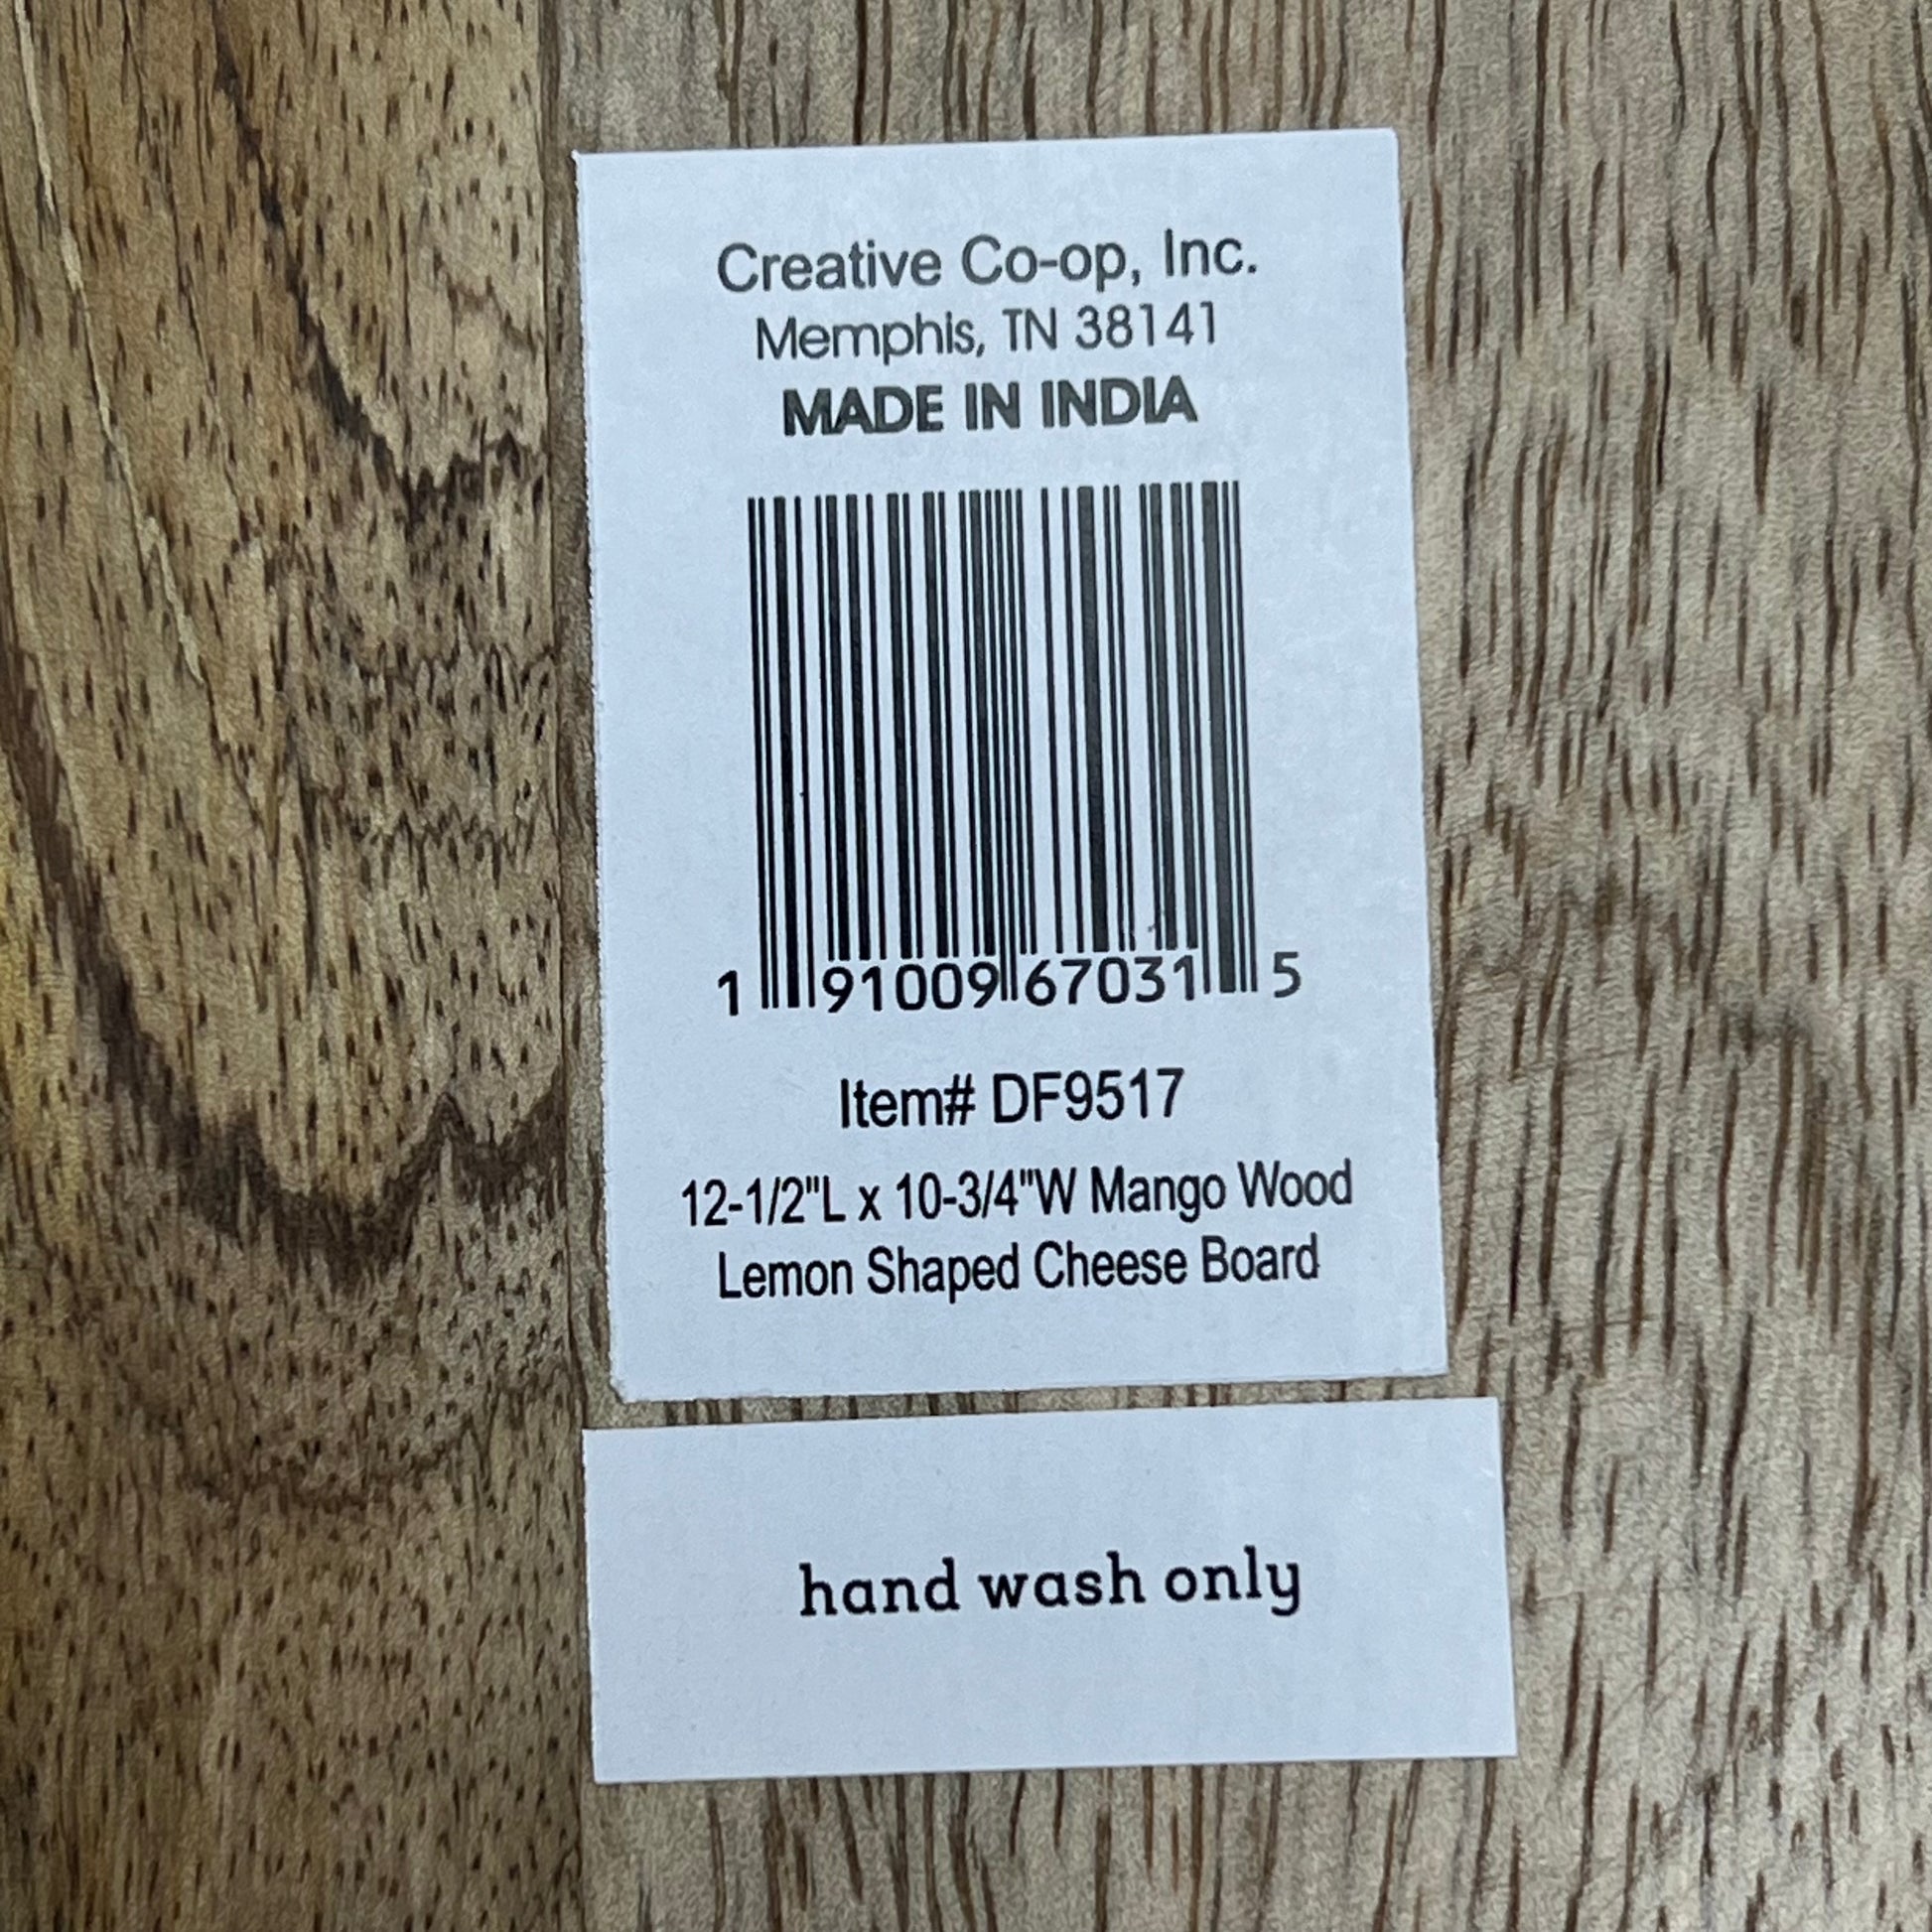 Creative Co-op, Inc.
Memphis, TN 38141
MADE IN INDIA
1 91009 67031 5
Item# DF9517
12-1/2"L x 10-3/4"W Mango Wood
Lemon Shaped Cheese Board
hand wash only